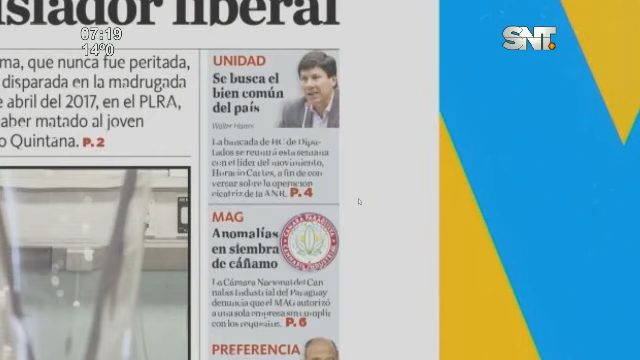 islador liberal
07:19
14°0
SNT.
ma, que nunca fue peritada,
disparada en la madrugada
e abril del 2017, en el PLRA,
aber matado al joven
o Quintana. P.2
UNIDAD
Se busca el
bien común
del país
Walter Harms
La bancada de HC de Dipu-
tados se reunirá esta semana
con el líder del movimiento,
Horacio Cartes, a fin de con-
versar sobre la operación
cicatriz de la ANR. P.4
MAG
Anomalías
en siembra
de cáñamo
La Cámara Nacional del Can-
nabis Industrial del Paraguay
denuncia que el MAG autorizó
a una sola empresa sin cumplir
con los requisitos. P.6
PREFERENCIA